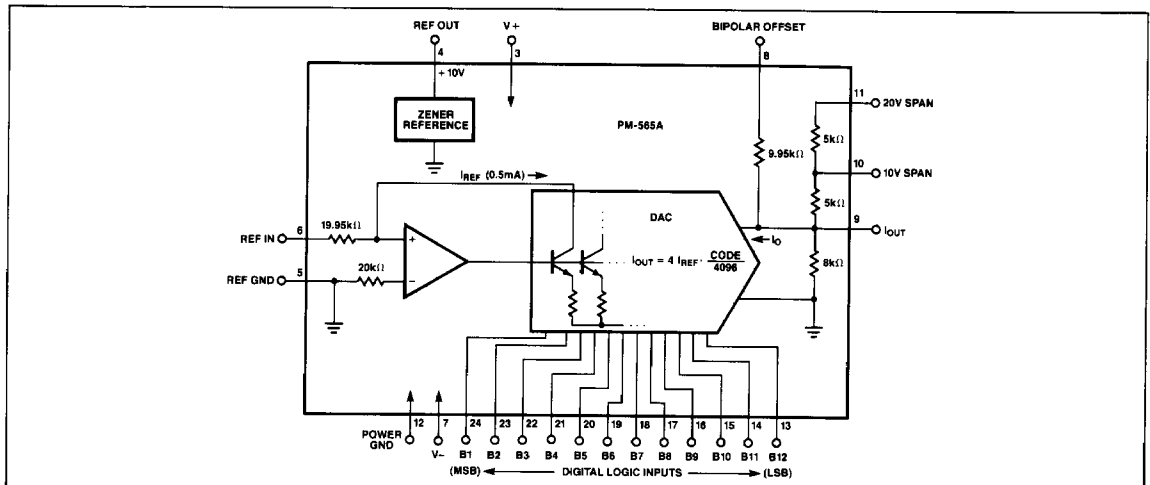 REF OUT
V+
BIPOLAR OFFSET
4
3
8
+10V
ZENER
REFERENCE
PM-565A
11
20V SPAN
5kΩ
9.95kΩ
10
10V SPAN
IREF (0.5mA) →
5kΩ
DAC
9
IOUT
6
19.95kΩ
REF IN
+
← IO
IOUT = 4 IREF · CODE
4096
8kΩ
5
20kΩ
REF GND
−
12
7
24
23
22
21
20
19
18
17
16
15
14
13
POWER
GND
V−
B1
B2
B3
B4
B5
B6
B7
B8
B9
B10
B11
B12
(MSB) ← DIGITAL LOGIC INPUTS → (LSB)